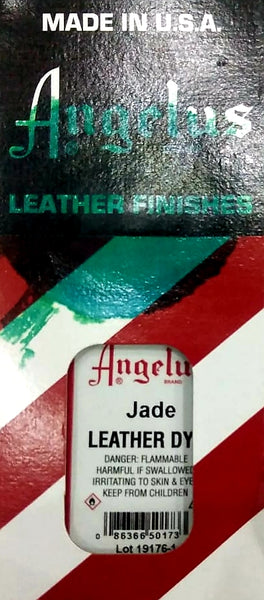 MADE IN U.S.A.
Angelus
®
LEATHER FINISHES
Angelu
® BRAND
Jade
LEATHER DY
DANGER: FLAMMABLE
HARMFUL IF SWALLOWED
IRRITATING TO SKIN & EYE
KEEP FROM CHILDREN
0 86366 50173
Lot 19176-1